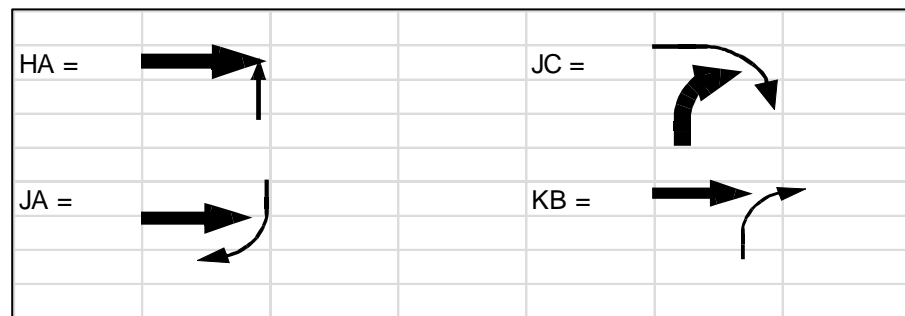 HA =
JC =
JA =
KB =